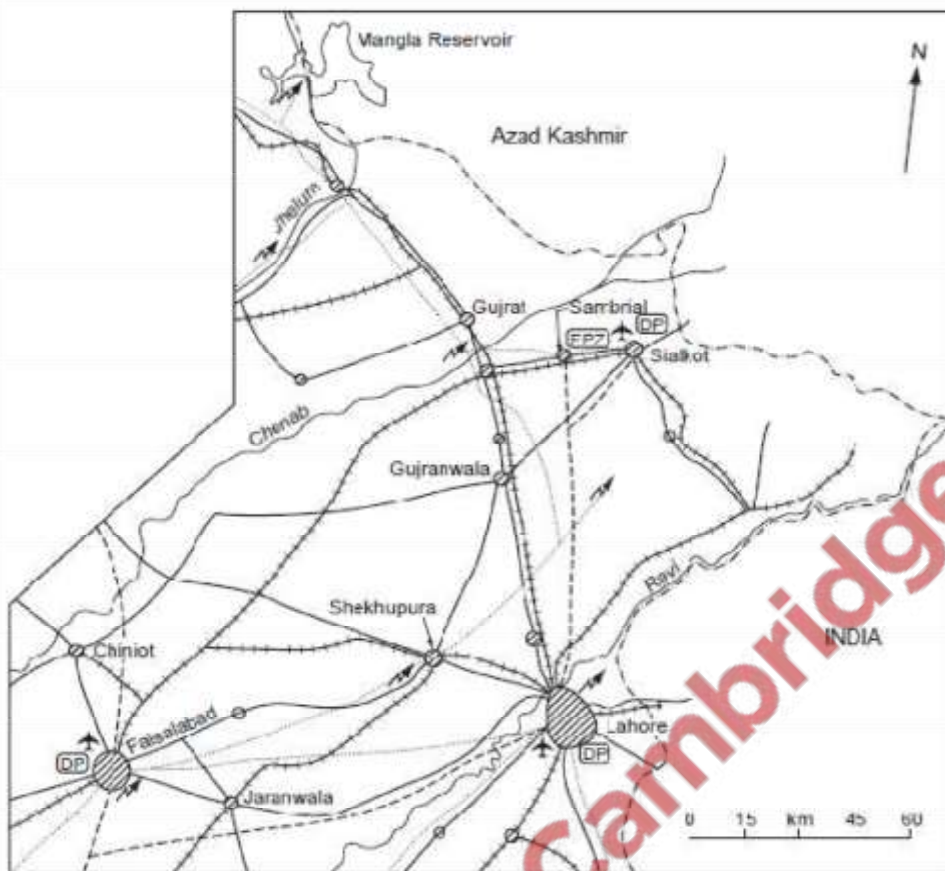 Mangla Reservoir
N
Azad Kashmir
Jhelum
Gujrat
Sambrial
DP
EPZ
Sialkot
Chenab
Gujranwala
Ravi
Shekhupura
INDIA
Chiniot
Faisalabad
Lahore
DP
DP
Jaranwala
0 15 km 45 60
Cambridge